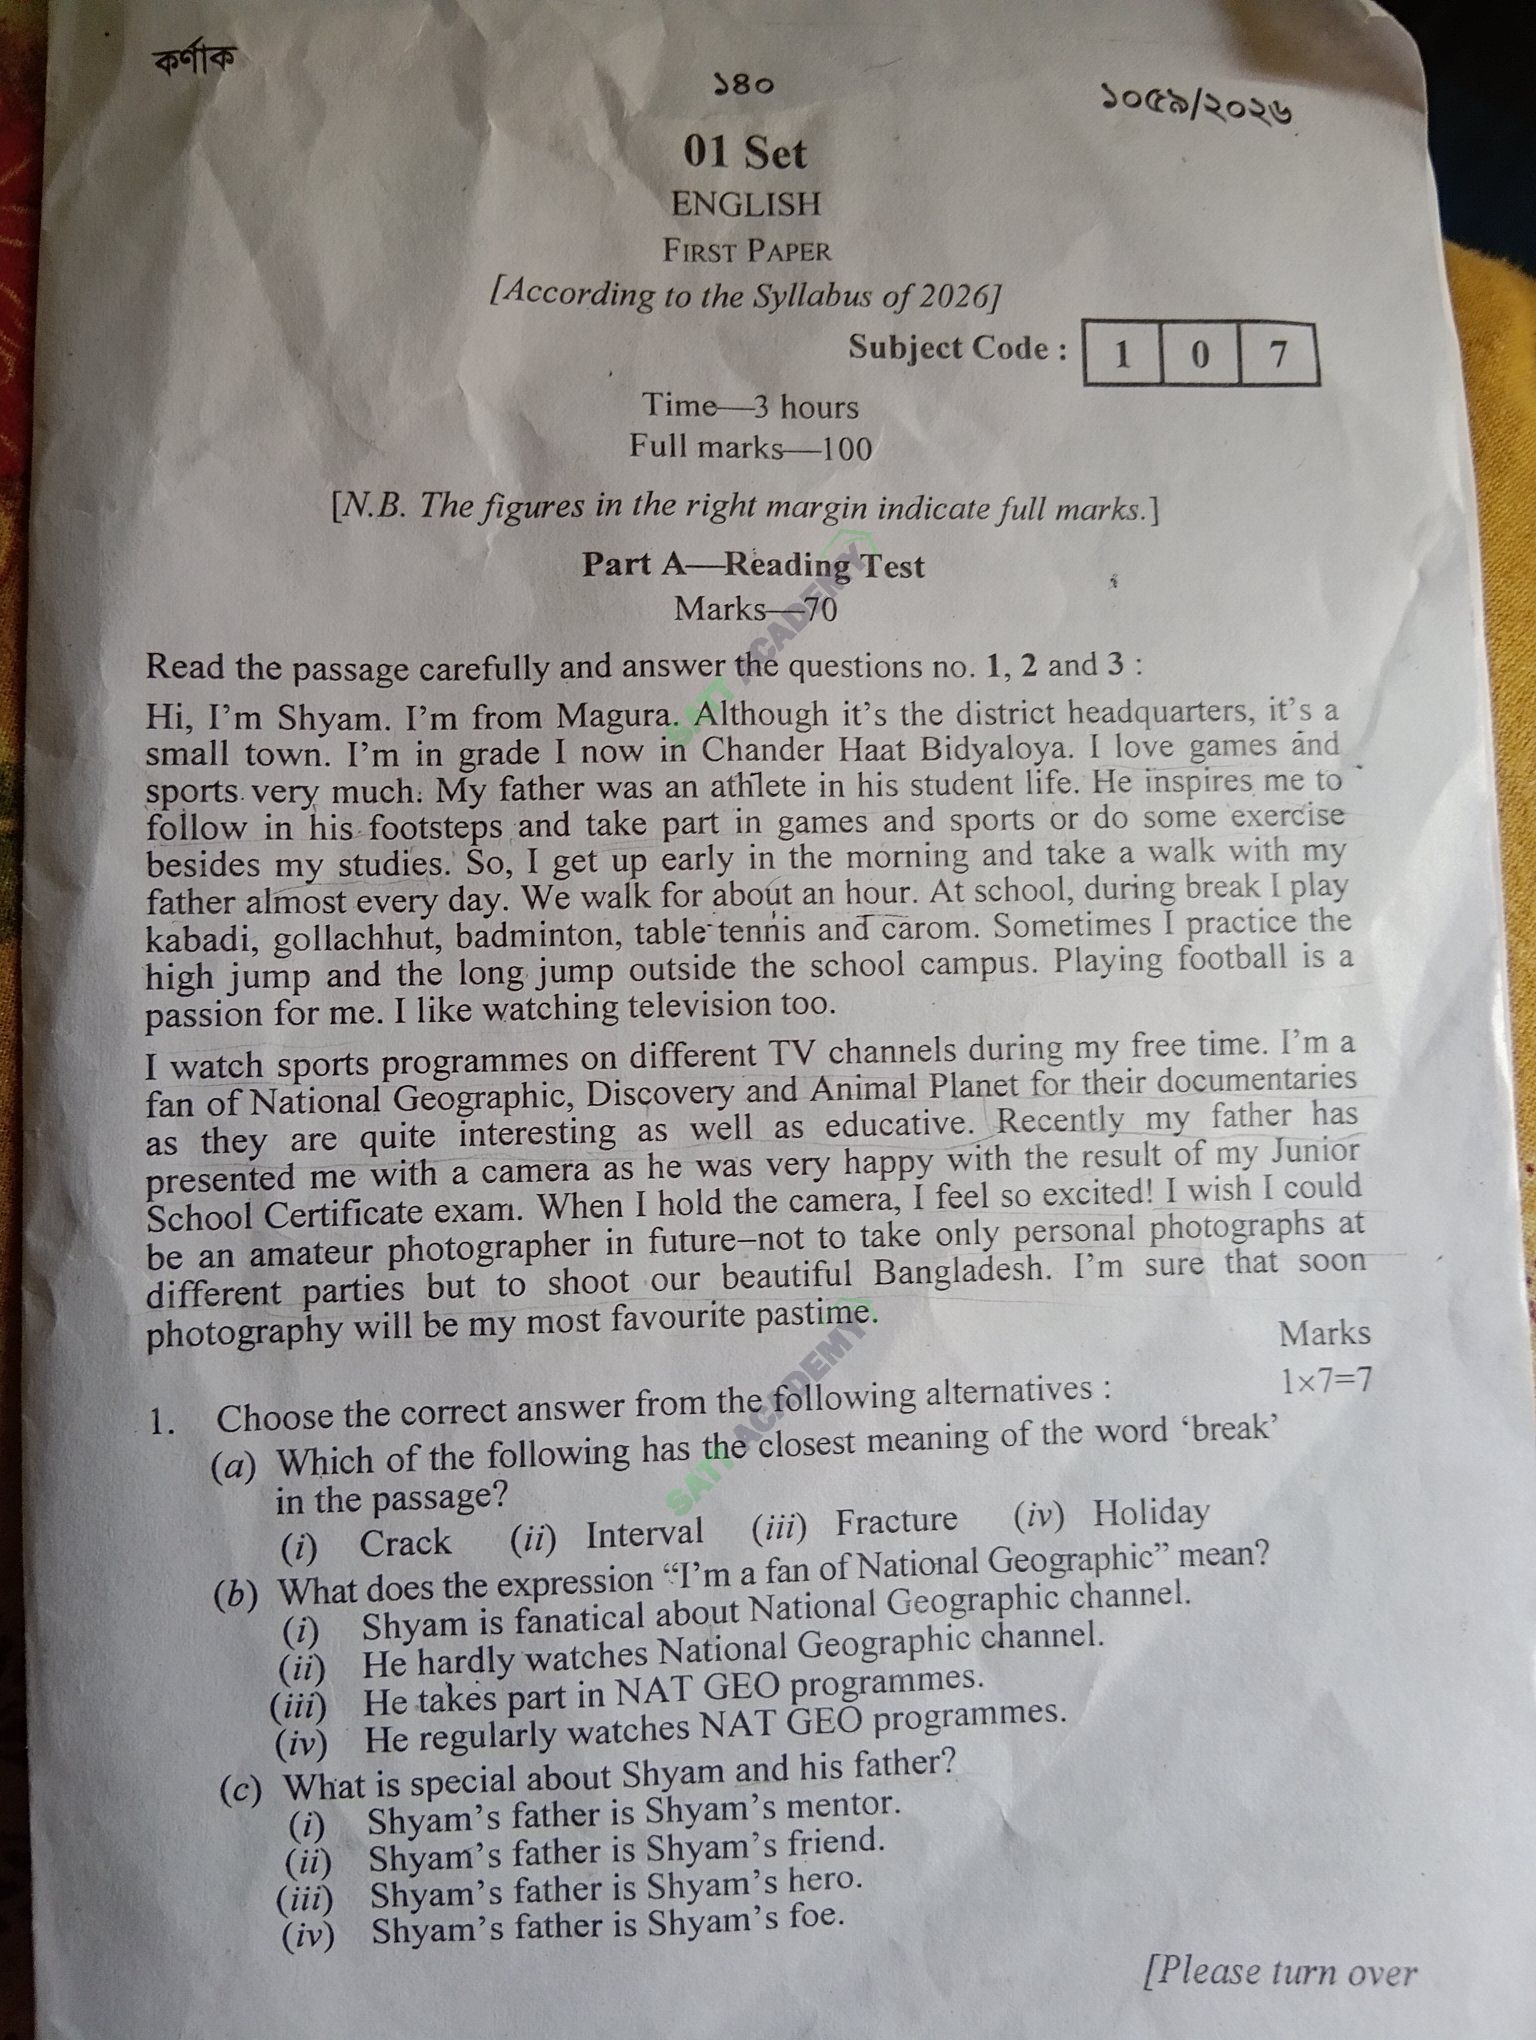 কর্ণাক
১৪০
১০৫৯/২০২৬
01 Set
ENGLISH
FIRST PAPER
[According to the Syllabus of 2026]
Subject Code : 1 0 7
Time—3 hours
Full marks—100
[N.B. The figures in the right margin indicate full marks.]
Part A—Reading Test
Marks—70
Read the passage carefully and answer the questions no. 1, 2 and 3 :
Hi, I'm Shyam. I'm from Magura. Although it's the district headquarters, it's a
small town. I'm in grade I now in Chander Haat Bidyaloya. I love games and
sports very much. My father was an athlete in his student life. He inspires me to
follow in his footsteps and take part in games and sports or do some exercise
besides my studies. So, I get up early in the morning and take a walk with my
father almost every day. We walk for about an hour. At school, during break I play
kabadi, gollachhut, badminton, table tennis and carom. Sometimes I practice the
high jump and the long jump outside the school campus. Playing football is a
passion for me. I like watching television too.
I watch sports programmes on different TV channels during my free time. I'm a
fan of National Geographic, Discovery and Animal Planet for their documentaries
as they are quite interesting as well as educative. Recently my father has
presented me with a camera as he was very happy with the result of my Junior
School Certificate exam. When I hold the camera, I feel so excited! I wish I could
be an amateur photographer in future–not to take only personal photographs at
different parties but to shoot our beautiful Bangladesh. I'm sure that soon
photography will be my most favourite pastime.
Marks
1. Choose the correct answer from the following alternatives : 1×7=7
(a) Which of the following has the closest meaning of the word ‘break’
in the passage?
(i) Crack (ii) Interval (iii) Fracture (iv) Holiday
(b) What does the expression “I'm a fan of National Geographic” mean?
(i) Shyam is fanatical about National Geographic channel.
(ii) He hardly watches National Geographic channel.
(iii) He takes part in NAT GEO programmes.
(iv) He regularly watches NAT GEO programmes.
(c) What is special about Shyam and his father?
(i) Shyam's father is Shyam's mentor.
(ii) Shyam's father is Shyam's friend.
(iii) Shyam's father is Shyam's hero.
(iv) Shyam's father is Shyam's foe.
[Please turn over
SATT ACADEMY
SATT ACADEMY